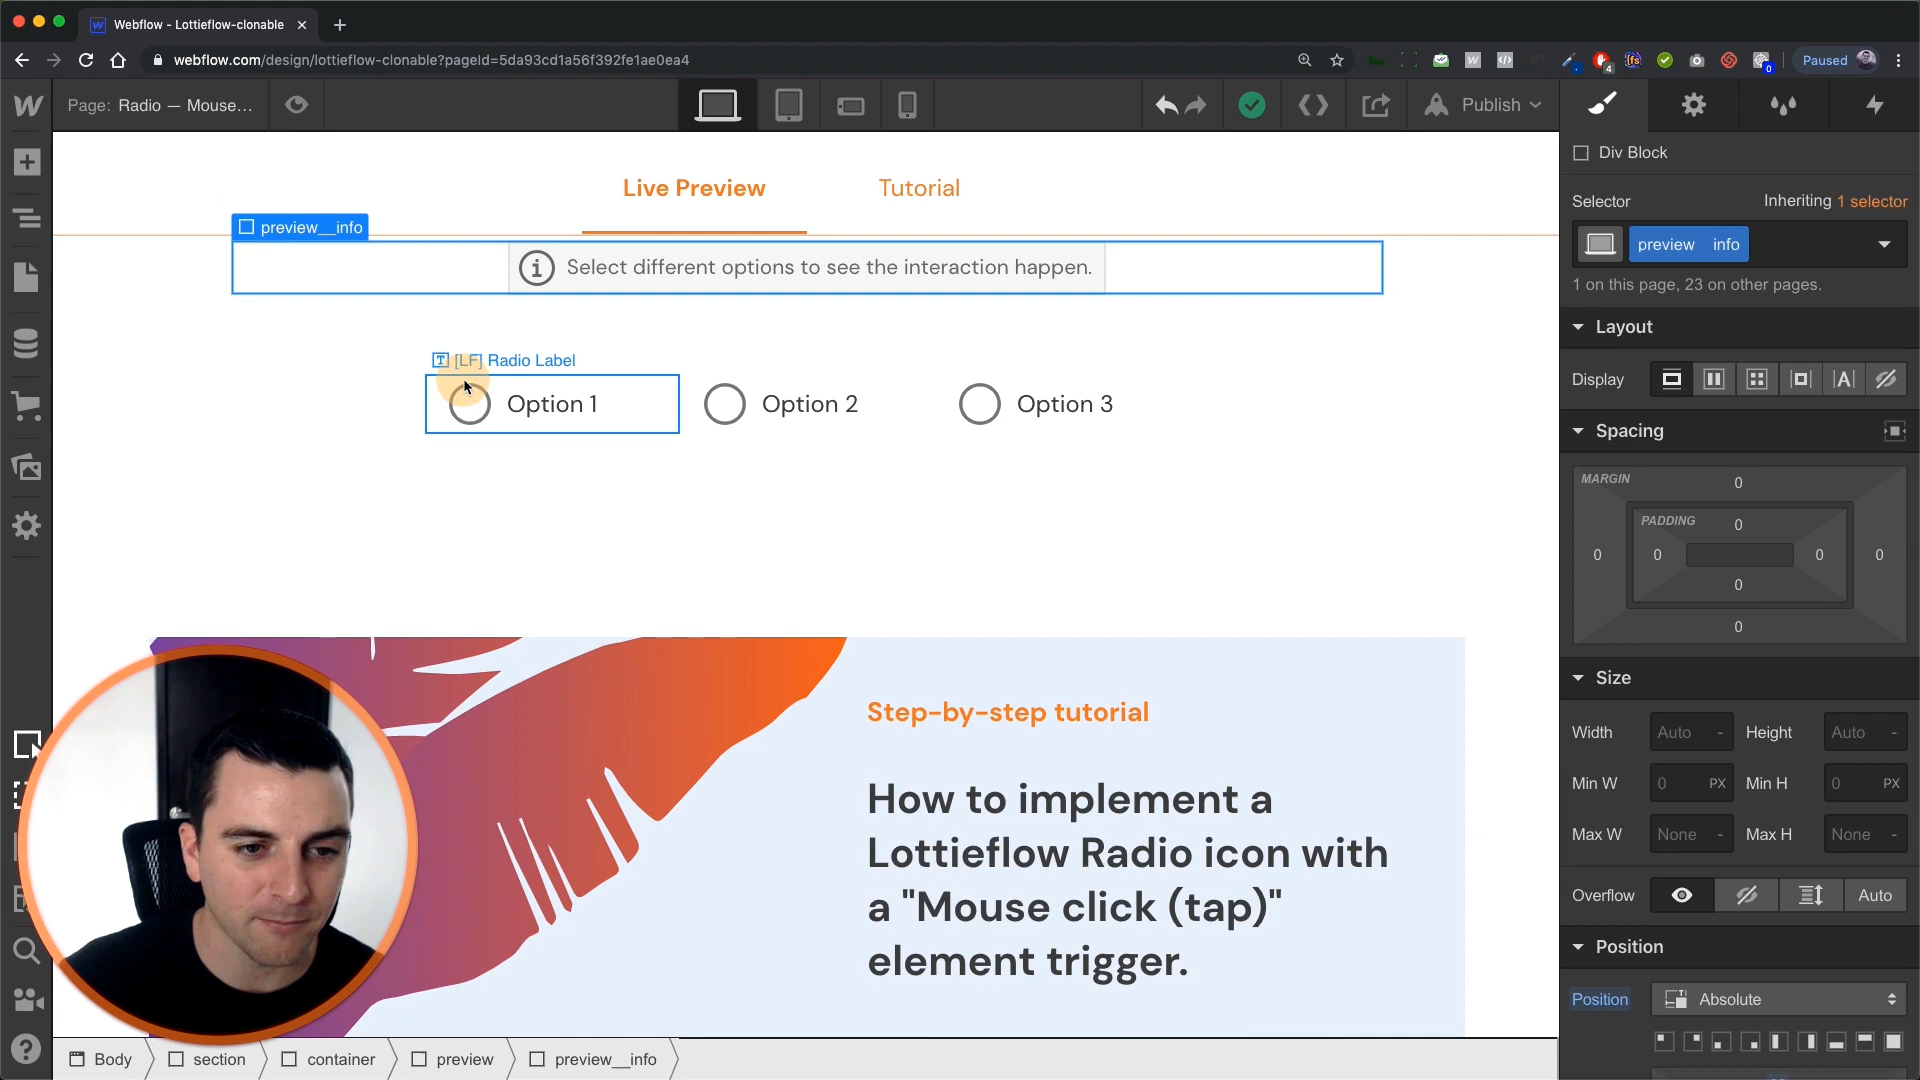 Webflow - Lottieflow-clonable
webflow.com/design/lottieflow-clonable?pageId=5da93cd1a56f392fe1ae0ea4
4
0
Paused
Page: Radio — Mouse...
Publish
Live Preview
Tutorial
preview__info
Select different options to see the interaction happen.
[LF] Radio Label
Option 1
Option 2
Option 3
Step-by-step tutorial
How to implement a
Lottieflow Radio icon with
a "Mouse click (tap)"
element trigger.
Body
section
container
preview
preview__info
Div Block
Selector
Inheriting 1 selector
preview info
1 on this page, 23 on other pages.
Layout
Display
Spacing
MARGIN
0
PADDING
0
0
0
0
0
0
0
Size
Width
Auto -
Height
Auto -
Min W
0 PX
Min H
0 PX
Max W
None -
Max H
None -
Overflow
Auto
Position
Position
Absolute